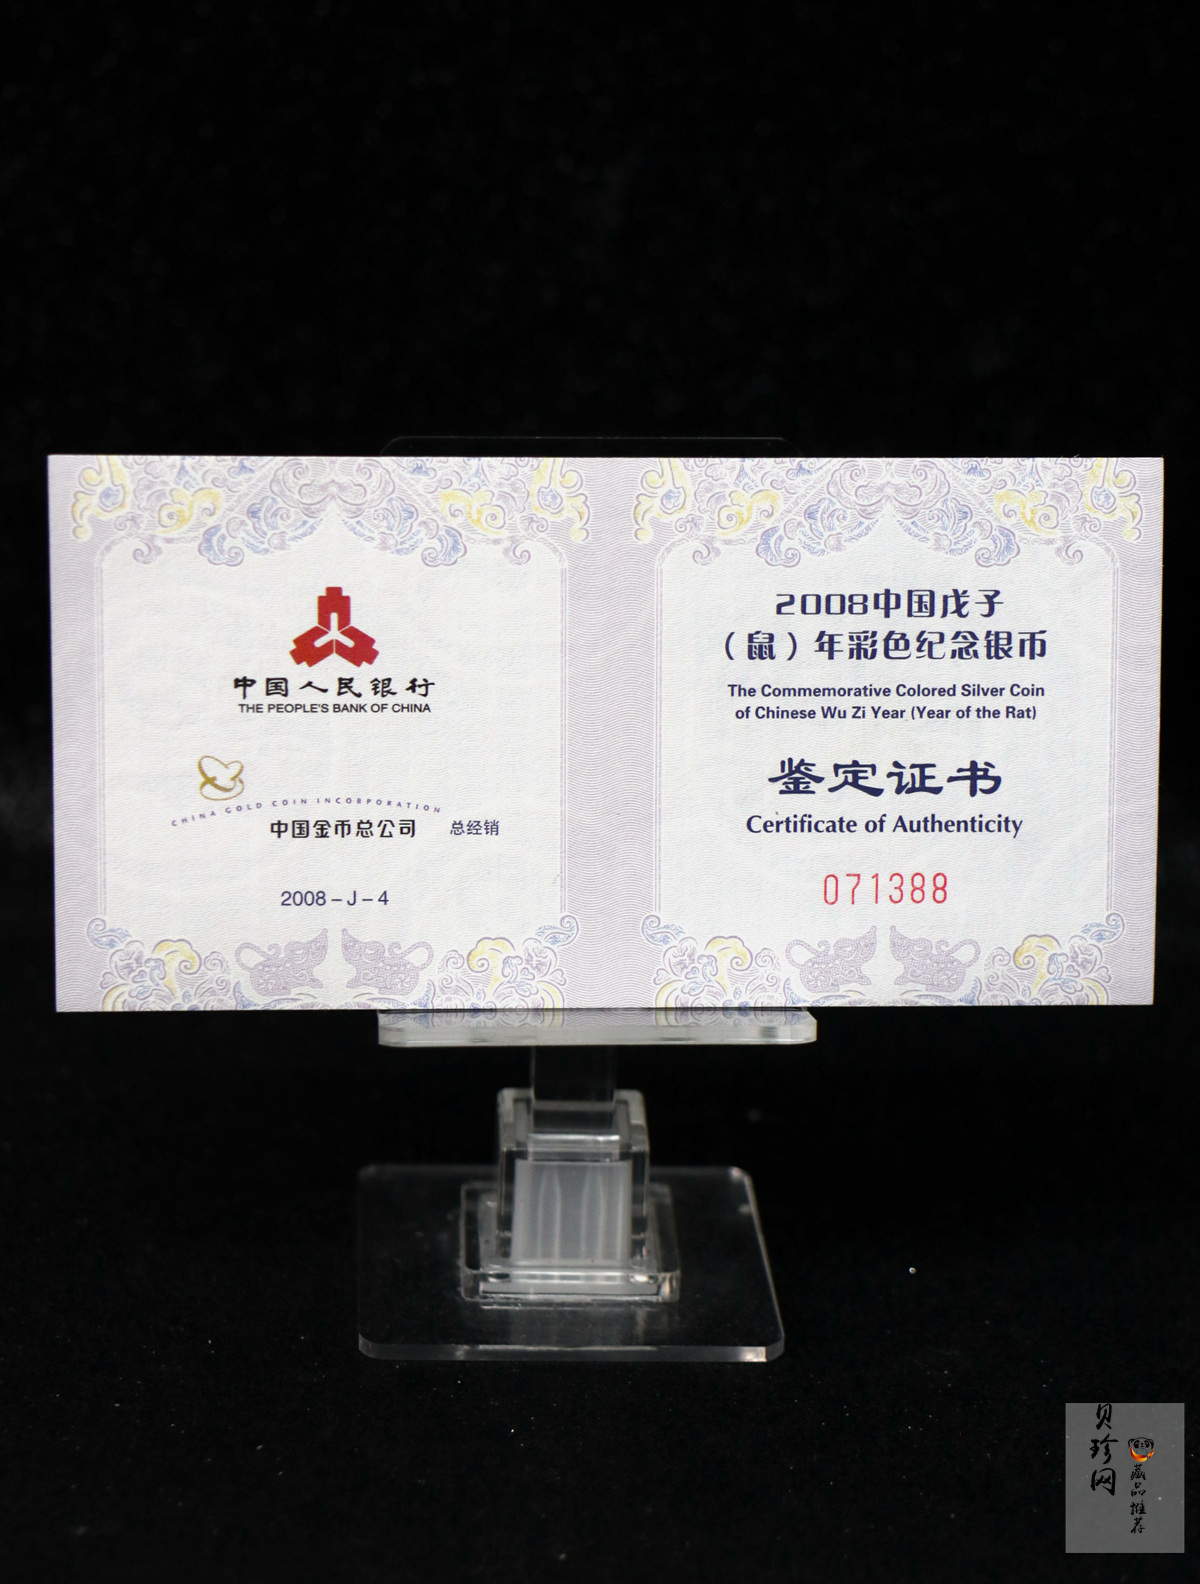 中国人民银行
THE PEOPLE'S BANK OF CHINA
CHINA GOLD COIN INCORPORATION
中国金币总公司 总经销
2008－J－4
2008中国戊子
（鼠）年彩色纪念银币
The Commemorative Colored Silver Coin
of Chinese Wu Zi Year (Year of the Rat)
鉴定证书
Certificate of Authenticity
071388
贝珍网
藏品推荐